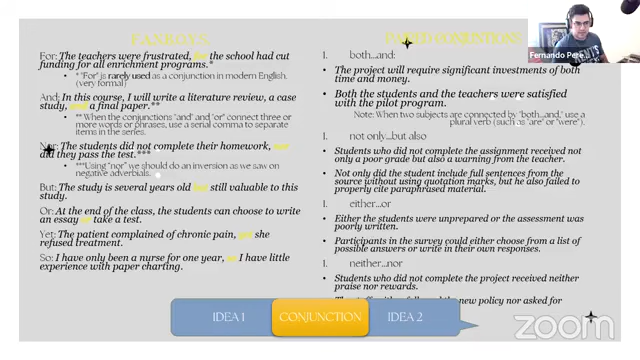 F.A.N.B.O.Y.S.
For: The teachers were frustrated, for the school had cut
funding for all enrichment programs.*
• * "For" is rarely used as a conjunction in modern English.
(very formal)
And: In this course, I will write a literature review, a case
study, and a final paper.**
• ** When the conjunctions "and" and "or" connect three or
more words or phrases, use a serial comma to separate
items in the series.
Nor: The students did not complete their homework, nor
did they pass the test.***
• ***Using "nor" we should do an inversion as we saw on
negative adverbials.
But: The study is several years old but still valuable to this
study.
Or: At the end of the class, the students can choose to write
an essay or take a test.
Yet: The patient complained of chronic pain, yet she
refused treatment.
So: I have only been a nurse for one year, so I have little
experience with paper charting.
PAIRED CONJUNCTIONS
1. both...and:
• The project will require significant investments of both
time and money.
• Both the students and the teachers were satisfied
with the pilot program.
Note: When two subjects are connected by "both...and," use a
plural verb (such as "are" or "were").
1. not only...but also
• Students who did not complete the assignment received not
only a poor grade but also a warning from the teacher.
• Not only did the student include full sentences from the
source without using quotation marks, but he also failed to
properly cite paraphrased material.
1. either...or
• Either the students were unprepared or the assessment was
poorly written.
• Participants in the survey could either choose from a list of
possible answers or write in their own responses.
1. neither...nor
• Students who did not complete the project received neither
praise nor rewards.
new policy nor asked for
IDEA 1
CONJUNCTION
IDEA 2
Fernando Pere
zoom